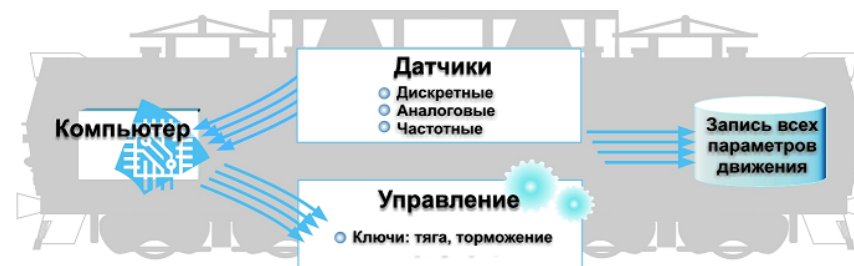 Датчики
Дискретные
Аналоговые
Частотные
Компьютер
Запись всех
параметров
движения
Управление
Ключи: тяга, торможение